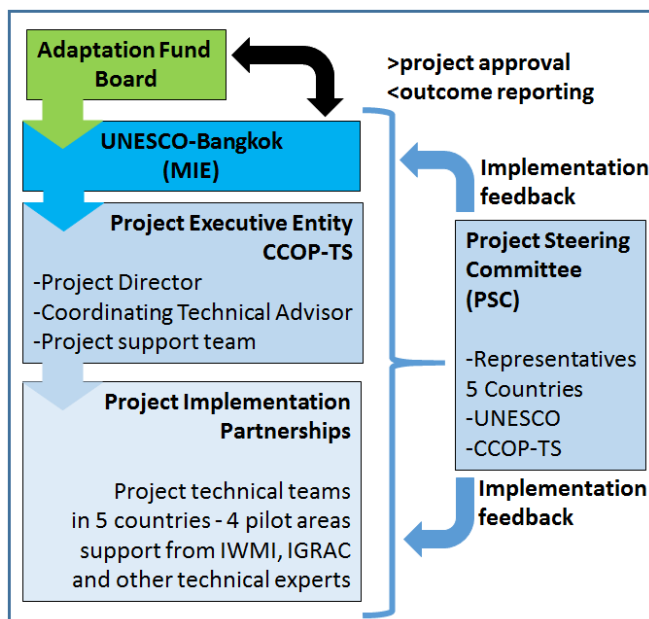 Adaptation Fund
Board
>project approval
<outcome reporting
UNESCO-Bangkok
(MIE)
Implementation
feedback
Project Executive Entity
CCOP-TS
-Project Director
-Coordinating Technical Advisor
-Project support team
Project Steering
Committee
(PSC)
-Representatives
5 Countries
-UNESCO
-CCOP-TS
Project Implementation
Partnerships
Project technical teams
in 5 countries - 4 pilot areas
support from IWMI, IGRAC
and other technical experts
Implementation
feedback